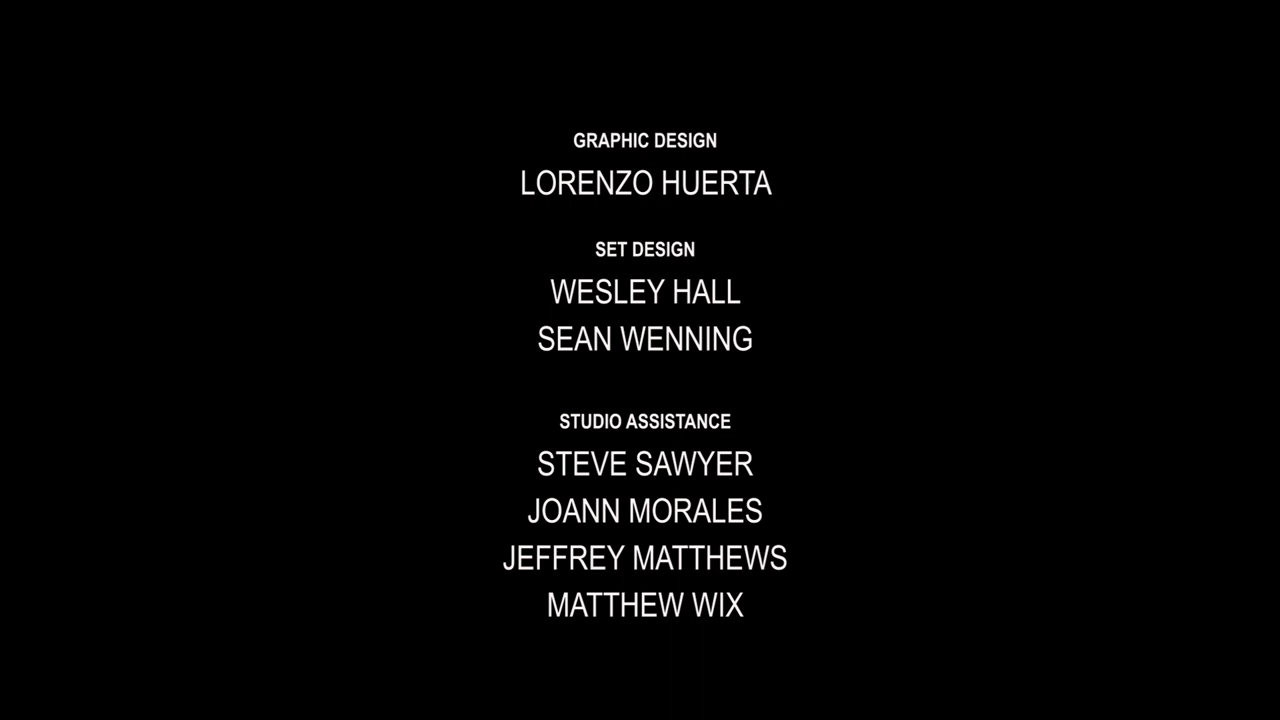 GRAPHIC DESIGN
LORENZO HUERTA
SET DESIGN
WESLEY HALL
SEAN WENNING
STUDIO ASSISTANCE
STEVE SAWYER
JOANN MORALES
JEFFREY MATTHEWS
MATTHEW WIX